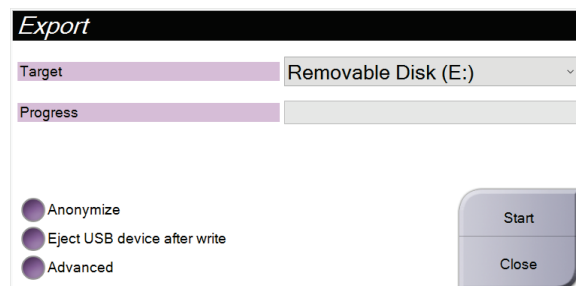 Export
Target
Removable Disk (E:)
Progress
Anonymize
Eject USB device after write
Advanced
Start
Close